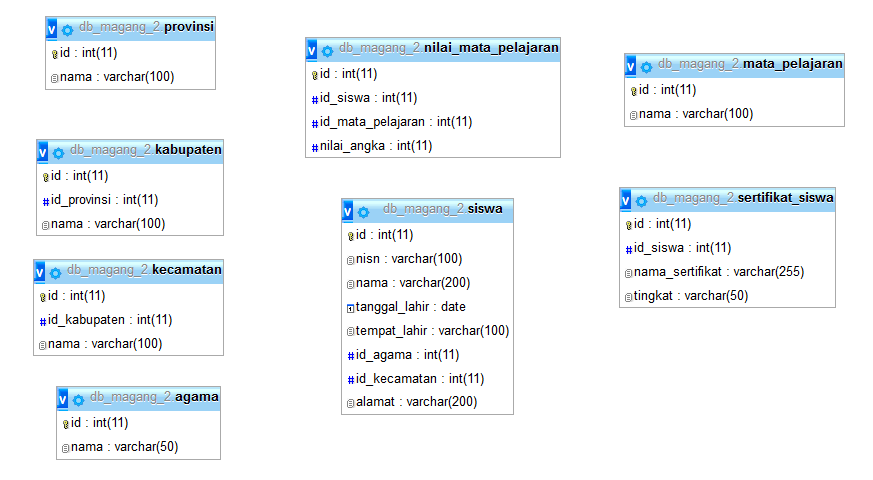 db_magang_2 provinsi
id : int(11)
nama : varchar(100)
db_magang_2 kabupaten
id : int(11)
id_provinsi : int(11)
nama : varchar(100)
db_magang_2 kecamatan
id : int(11)
id_kabupaten : int(11)
nama : varchar(100)
db_magang_2 agama
id : int(11)
nama : varchar(50)
db_magang_2 nilai_mata_pelajaran
id : int(11)
id_siswa : int(11)
id_mata_pelajaran : int(11)
nilai_angka : int(11)
db_magang_2 siswa
id : int(11)
nisn : varchar(100)
nama : varchar(200)
tanggal_lahir : date
tempat_lahir : varchar(100)
id_agama : int(11)
id_kecamatan : int(11)
alamat : varchar(200)
db_magang_2 mata_pelajaran
id : int(11)
nama : varchar(100)
db_magang_2 sertifikat_siswa
id : int(11)
id_siswa : int(11)
nama_sertifikat : varchar(255)
tingkat : varchar(50)